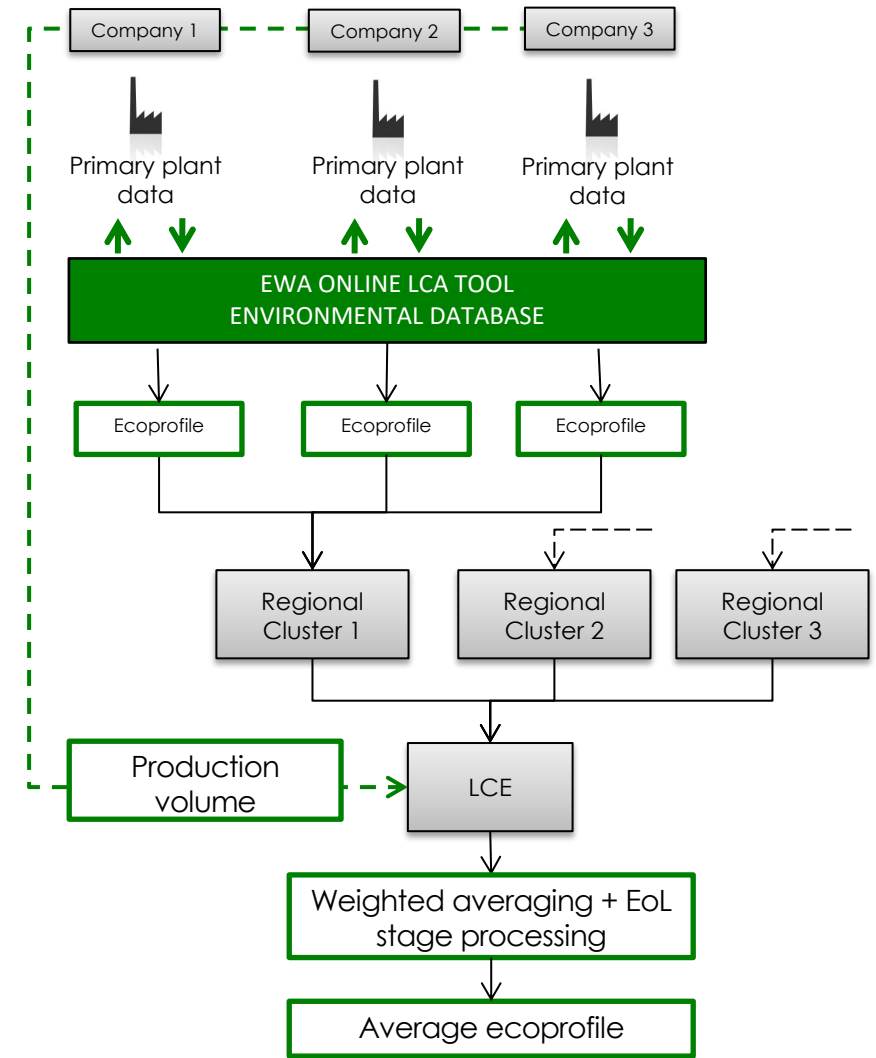 Company 1
Company 2
Company 3
Primary plant
data
Primary plant
data
Primary plant
data
EWA ONLINE LCA TOOL
ENVIRONMENTAL DATABASE
Ecoprofile
Ecoprofile
Ecoprofile
Regional
Cluster 1
Regional
Cluster 2
Regional
Cluster 3
Production
volume
LCE
Weighted averaging + EoL
stage processing
Average ecoprofile